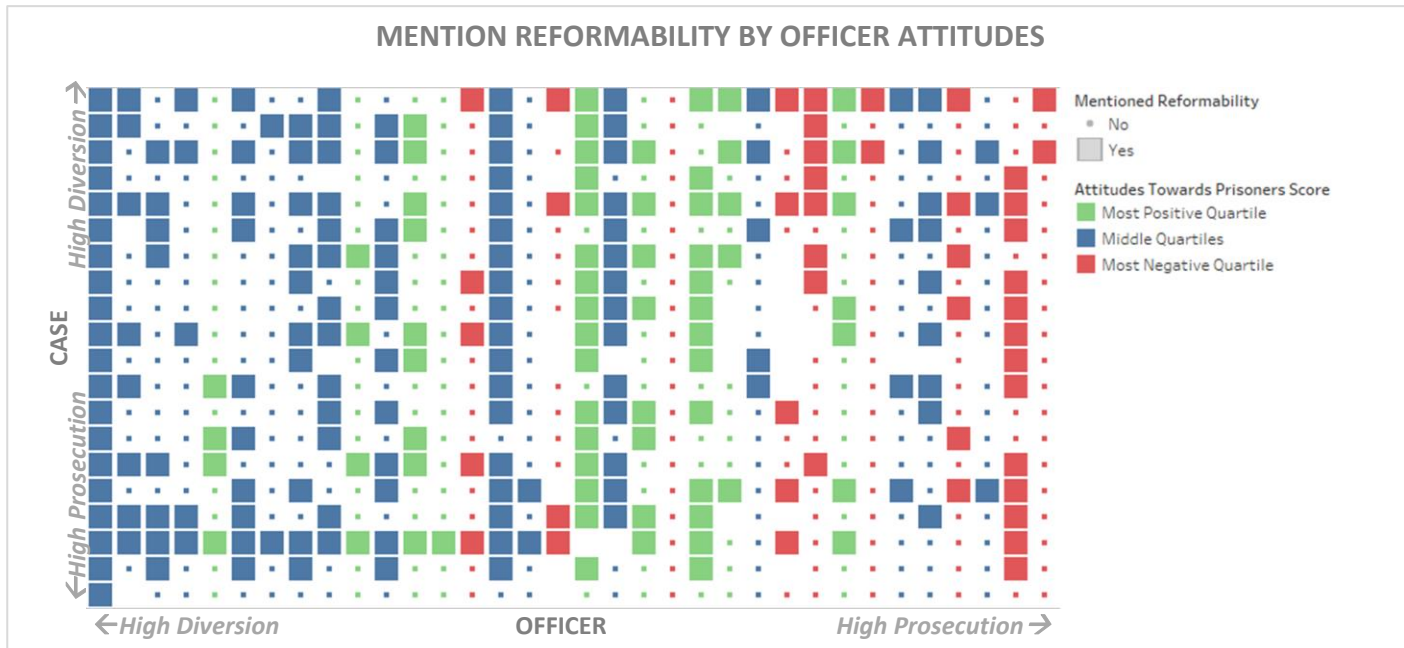 MENTION REFORMABILITY BY OFFICER ATTITUDES
High Diversion →
CASE
← High Prosecution
← High Diversion
OFFICER
High Prosecution →
Mentioned Reformability
No
Yes
Attitudes Towards Prisoners Score
Most Positive Quartile
Middle Quartiles
Most Negative Quartile